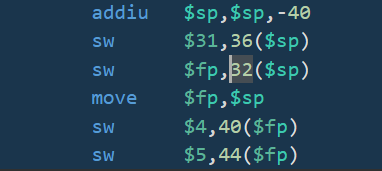 addiu $sp,$sp,-40
sw $31,36($sp)
sw $fp,32($sp)
move $fp,$sp
sw $4,40($fp)
sw $5,44($fp)